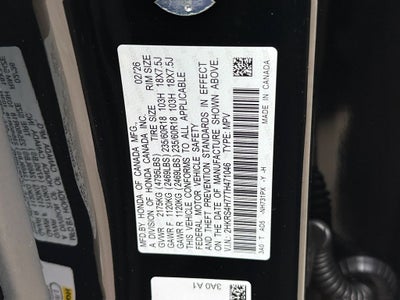 MFD. BY HONDA OF CANADA MFG. 02/26
A DIVISION OF HONDA CANADA INC.
TIRE SIZE RIM SIZE
GVWR 2175KG (4795LBS)
GAWR F 1120KG (2469LBS) 235/60R18 103H 18X7.5J
GAWR R 1120KG (2469LBS) 235/60R18 103H 18X7.5J
THIS VEHICLE CONFORMS TO ALL APPLICABLE
FEDERAL MOTOR VEHICLE SAFETY
AND THEFT PREVENTION STANDARDS IN EFFECT
ON THE DATE OF MANUFACTURE SHOWN ABOVE.
V.I.N.: 2HKRS4H77TH471046 TYPE: MPV
MADE IN CANADA
3A0 A1